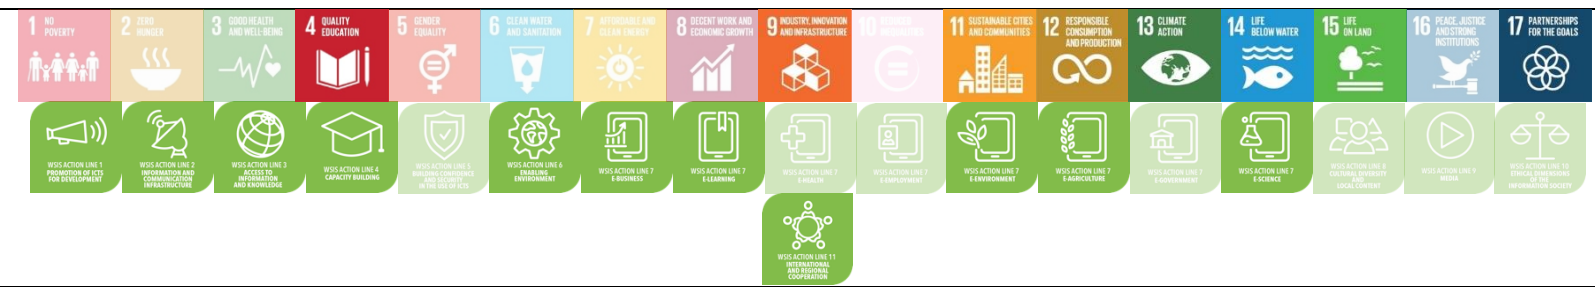 1 NO
POVERTY
2 ZERO
HUNGER
3 GOOD HEALTH
AND WELL-BEING
4 QUALITY
EDUCATION
5 GENDER
EQUALITY
6 CLEAN WATER
AND SANITATION
7 AFFORDABLE AND
CLEAN ENERGY
8 DECENT WORK AND
ECONOMIC GROWTH
9 INDUSTRY, INNOVATION
AND INFRASTRUCTURE
10 REDUCED
INEQUALITIES
11 SUSTAINABLE CITIES
AND COMMUNITIES
12 RESPONSIBLE
CONSUMPTION
AND PRODUCTION
13 CLIMATE
ACTION
14 LIFE
BELOW WATER
15 LIFE
ON LAND
16 PEACE, JUSTICE
AND STRONG
INSTITUTIONS
17 PARTNERSHIPS
FOR THE GOALS
WSIS ACTION LINE 1
PROMOTION OF ICTS
FOR DEVELOPMENT
WSIS ACTION LINE 2
INFORMATION AND
COMMUNICATION
INFRASTRUCTURE
WSIS ACTION LINE 3
ACCESS TO
INFORMATION
AND KNOWLEDGE
WSIS ACTION LINE 4
CAPACITY BUILDING
WSIS ACTION LINE 5
BUILDING CONFIDENCE
AND SECURITY
IN THE USE OF ICTS
WSIS ACTION LINE 6
ENABLING
ENVIRONMENT
WSIS ACTION LINE 7
E-BUSINESS
WSIS ACTION LINE 7
E-LEARNING
WSIS ACTION LINE 7
E-HEALTH
WSIS ACTION LINE 7
E-EMPLOYMENT
WSIS ACTION LINE 7
E-ENVIRONMENT
WSIS ACTION LINE 7
E-AGRICULTURE
WSIS ACTION LINE 7
E-GOVERNMENT
WSIS ACTION LINE 7
E-SCIENCE
WSIS ACTION LINE 8
CULTURAL DIVERSITY
AND
LOCAL CONTENT
WSIS ACTION LINE 9
MEDIA
WSIS ACTION LINE 10
ETHICAL DIMENSIONS
OF THE
INFORMATION SOCIETY
WSIS ACTION LINE 11
INTERNATIONAL
AND REGIONAL
COOPERATION